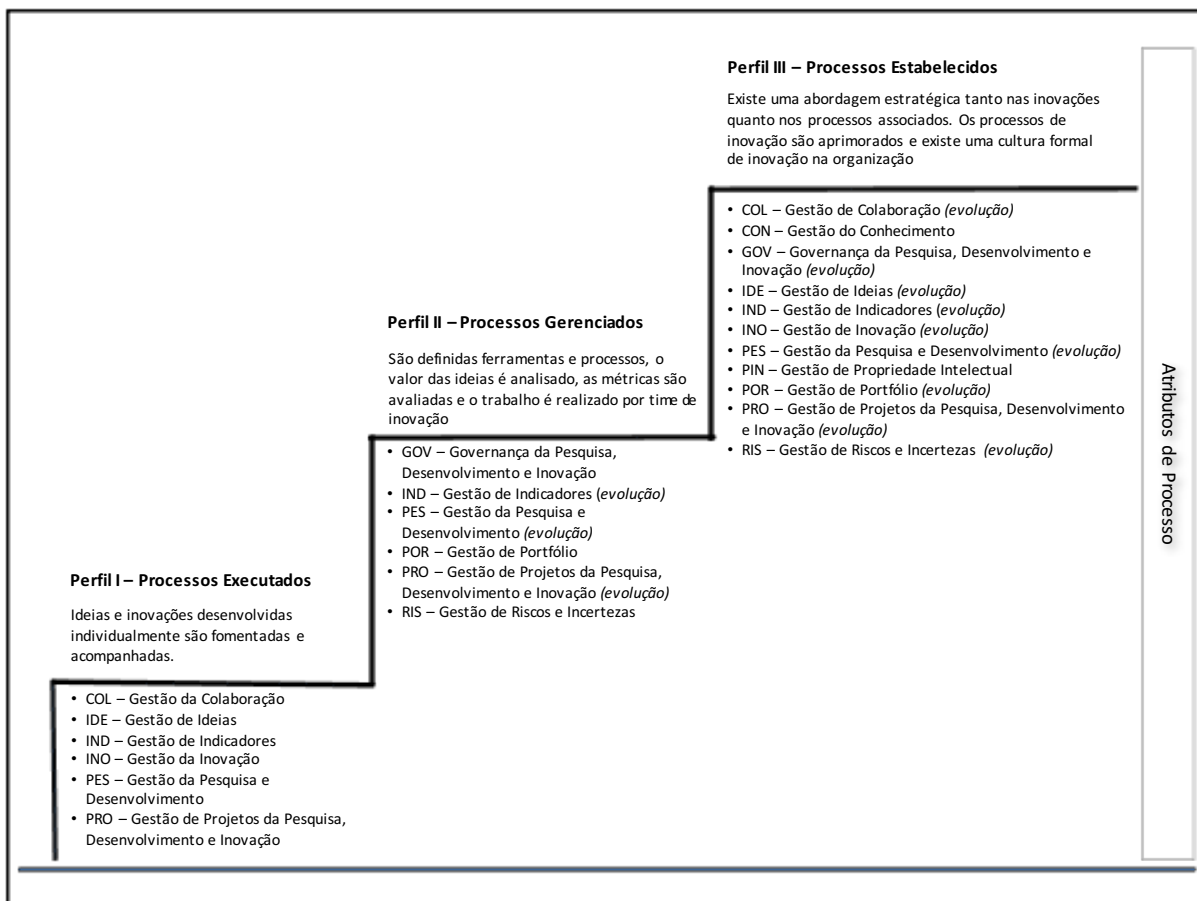 Perfil III – Processos Estabelecidos
Existe uma abordagem estratégica tanto nas inovações
quanto nos processos associados. Os processos de
inovação são aprimorados e existe uma cultura formal
de inovação na organização
• COL – Gestão de Colaboração (evolução)
• CON – Gestão do Conhecimento
• GOV – Governança da Pesquisa, Desenvolvimento e
Inovação (evolução)
• IDE – Gestão de Ideias (evolução)
• IND – Gestão de Indicadores (evolução)
• INO – Gestão de Inovação (evolução)
• PES – Gestão da Pesquisa e Desenvolvimento (evolução)
• PIN – Gestão de Propriedade Intelectual
• POR – Gestão de Portfólio (evolução)
• PRO – Gestão de Projetos da Pesquisa, Desenvolvimento
e Inovação (evolução)
• RIS – Gestão de Riscos e Incertezas (evolução)
Perfil II – Processos Gerenciados
São definidas ferramentas e processos, o
valor das ideias é analisado, as métricas são
avaliadas e o trabalho é realizado por time de
inovação
• GOV – Governança da Pesquisa,
Desenvolvimento e Inovação
• IND – Gestão de Indicadores (evolução)
• PES – Gestão da Pesquisa e
Desenvolvimento (evolução)
• POR – Gestão de Portfólio
• PRO – Gestão de Projetos da Pesquisa,
Desenvolvimento e Inovação (evolução)
• RIS – Gestão de Riscos e Incertezas
Perfil I – Processos Executados
Ideias e inovações desenvolvidas
individualmente são fomentadas e
acompanhadas.
• COL – Gestão da Colaboração
• IDE – Gestão de Ideias
• IND – Gestão de Indicadores
• INO – Gestão da Inovação
• PES – Gestão da Pesquisa e
Desenvolvimento
• PRO – Gestão de Projetos da Pesquisa,
Desenvolvimento e Inovação
Atributos de Processo